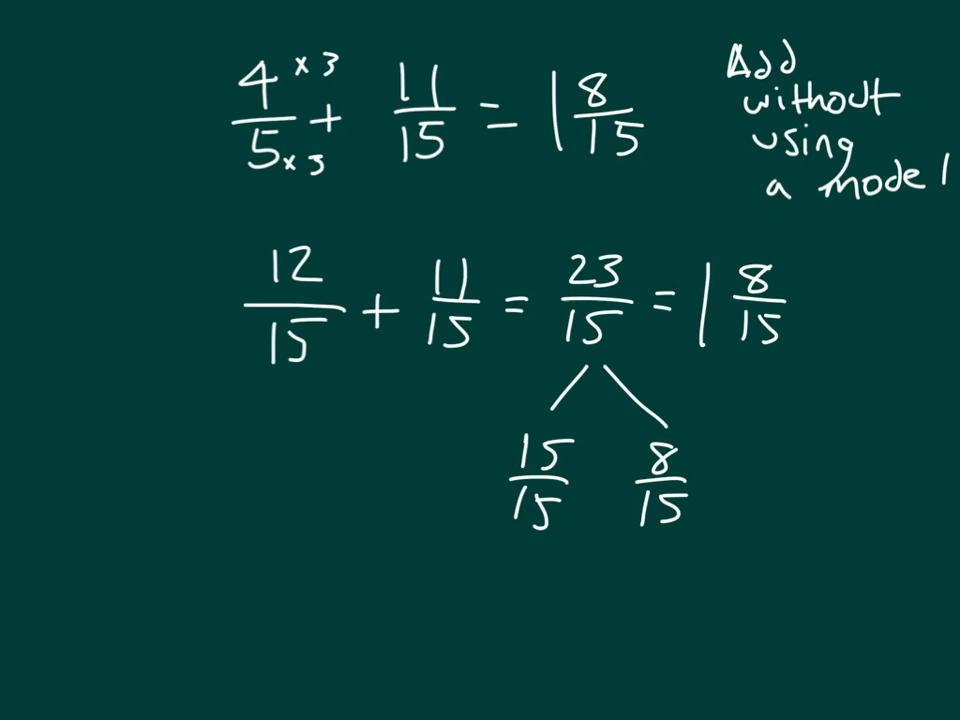 4/5 × 3 × 3 + 11/15 = 1 8/15
Add
without
using
a model
12/15 + 11/15 = 23/15 = 1 8/15
15/15 8/15